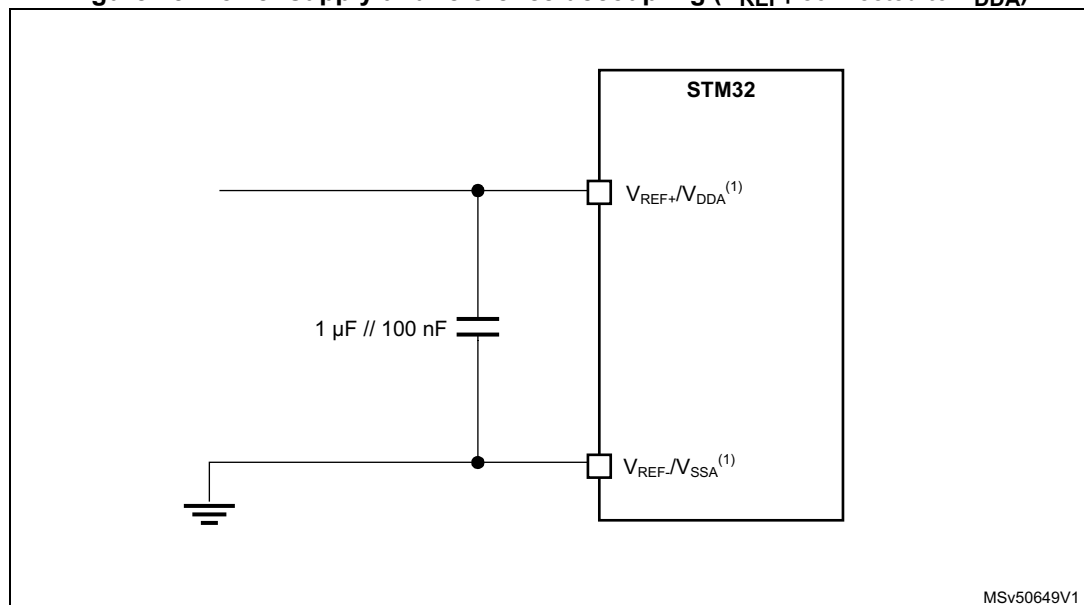 STM32
V_REF+/V_DDA^(1)
1 µF // 100 nF
V_REF-/V_SSA^(1)
MSv50649V1